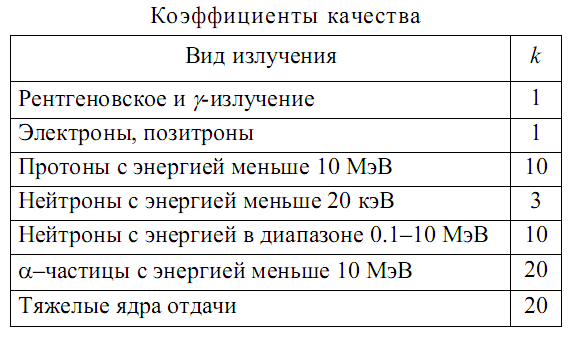 Коэффициенты качества
Вид излучения k
Рентгеновское и γ-излучение 1
Электроны, позитроны 1
Протоны с энергией меньше 10 МэВ 10
Нейтроны с энергией меньше 20 кэВ 3
Нейтроны с энергией в диапазоне 0.1–10 МэВ 10
α–частицы с энергией меньше 10 МэВ 20
Тяжелые ядра отдачи 20